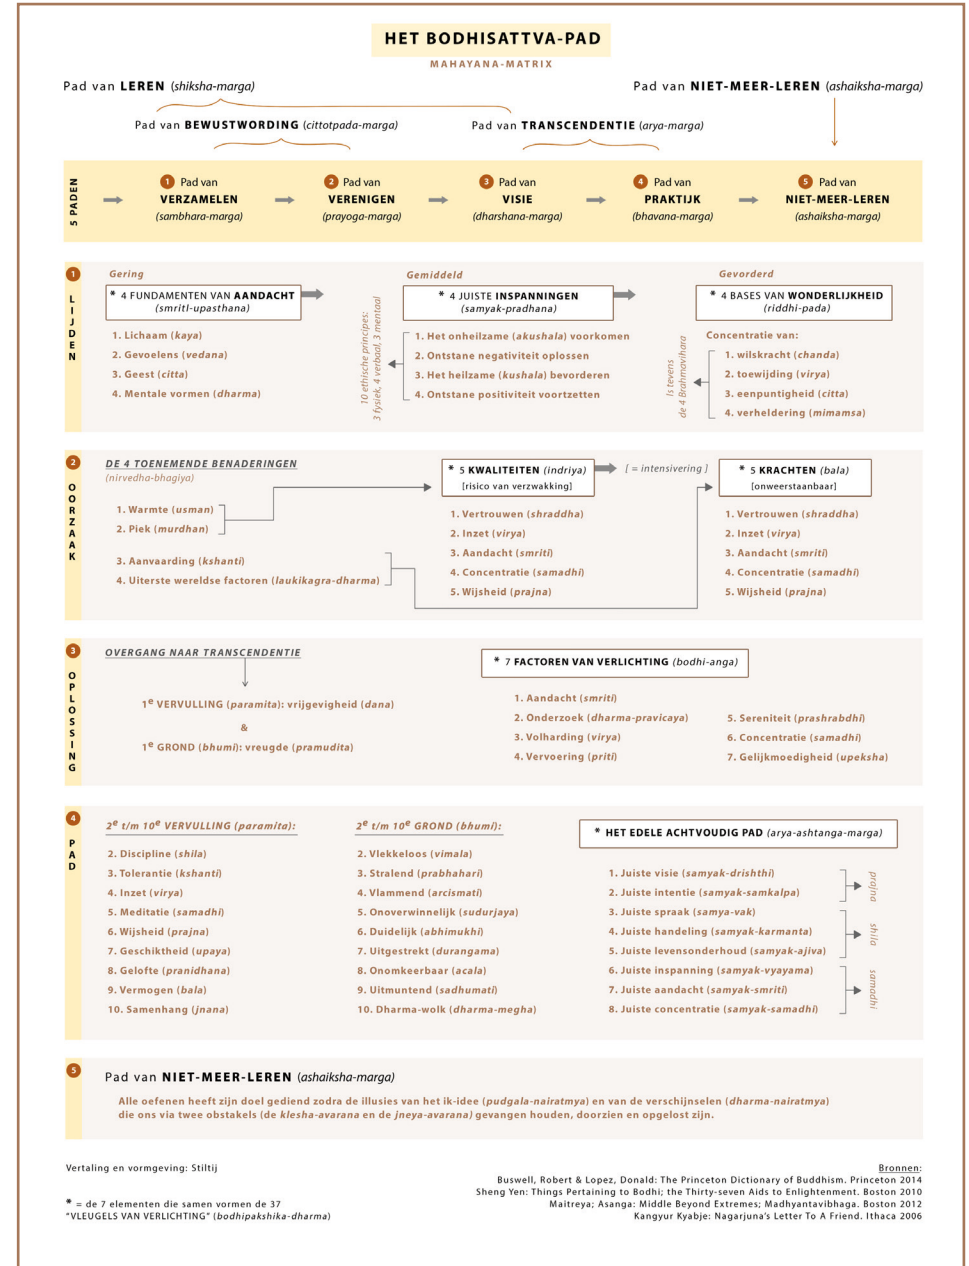 HET BODHISATTVA-PAD
MAHAYANA-MATRIX
Pad van LEREN (shiksha-marga)
Pad van NIET-MEER-LEREN (ashaiksha-marga)
Pad van BEWUSTWORDING (cittotpada-marga)
Pad van TRANSCENDENTIE (arya-marga)
5 PADEN
1 Pad van
VERZAMELEN
(sambhara-marga)
2 Pad van
VERENIGEN
(prayoga-marga)
3 Pad van
VISIE
(dharshana-marga)
4 Pad van
PRAKTIJK
(bhavana-marga)
5 Pad van
NIET-MEER-LEREN
(ashaiksha-marga)
1
LIJDEN
Gering
* 4 FUNDAMENTEN VAN AANDACHT
(smriti-upasthana)
1. Lichaam (kaya)
2. Gevoelens (vedana)
3. Geest (citta)
4. Mentale vormen (dharma)
10 ethische principes:
3 fysiek, 4 verbaal, 3 mentaal
Gemiddeld
* 4 JUISTE INSPANNINGEN
(samyak-pradhana)
1. Het onheilzame (akushala) voorkomen
2. Ontstane negativiteit oplossen
3. Het heilzame (kushala) bevorderen
4. Ontstane positiviteit voortzetten
Gevorderd
* 4 BASES VAN WONDERLIJKHEID
(riddhi-pada)
Concentratie van:
1. wilskracht (chanda)
2. toewijding (virya)
3. eenpuntigheid (citta)
4. verheldering (mimamsa)
Is tevens
de 4 Brahmavihara
2
OORZAAK
DE 4 TOENEMENDE BENADERINGEN
(nirvedha-bhagiya)
1. Warmte (usman)
2. Piek (murdhan)
3. Aanvaarding (kshanti)
4. Uiterste wereldse factoren (laukikagra-dharma)
* 5 KWALITEITEN (indriya)
[risico van verzwakking]
1. Vertrouwen (shraddha)
2. Inzet (virya)
3. Aandacht (smriti)
4. Concentratie (samadhi)
5. Wijsheid (prajna)
[ = intensivering ]
* 5 KRACHTEN (bala)
[onweerstaanbaar]
1. Vertrouwen (shraddha)
2. Inzet (virya)
3. Aandacht (smriti)
4. Concentratie (samadhi)
5. Wijsheid (prajna)
3
OPLOSSING
OVERGANG NAAR TRANSCENDENTIE
1e VERVULLING (paramita): vrijgevigheid (dana)
&
1e GROND (bhumi): vreugde (pramudita)
* 7 FACTOREN VAN VERLICHTING (bodhi-anga)
1. Aandacht (smriti)
2. Onderzoek (dharma-pravicaya)
3. Volharding (virya)
4. Vervoering (priti)
5. Sereniteit (prashrabdhi)
6. Concentratie (samadhi)
7. Gelijkmoedigheid (upeksha)
4
PAD
2e t/m 10e VERVULLING (paramita):
2. Discipline (shila)
3. Tolerantie (kshanti)
4. Inzet (virya)
5. Meditatie (samadhi)
6. Wijsheid (prajna)
7. Geschiktheid (upaya)
8. Gelofte (pranidhana)
9. Vermogen (bala)
10. Samenhang (jnana)
2e t/m 10e GROND (bhumi):
2. Vlekkeloos (vimala)
3. Stralend (prabhahari)
4. Vlammend (arcismati)
5. Onoverwinnelijk (sudurjaya)
6. Duidelijk (abhimukhi)
7. Uitgestrekt (durangama)
8. Onomkeerbaar (acala)
9. Uitmuntend (sadhumati)
10. Dharma-wolk (dharma-megha)
* HET EDELE ACHTVOUDIG PAD (arya-ashtanga-marga)
1. Juiste visie (samyak-drishthi)
2. Juiste intentie (samyak-samkalpa)
3. Juiste spraak (samya-vak)
4. Juiste handeling (samyak-karmanta)
5. Juiste levensonderhoud (samyak-ajiva)
6. Juiste inspanning (samyak-vyayama)
7. Juiste aandacht (samyak-smriti)
8. Juiste concentratie (samyak-samadhi)
prajna
shila
samadhi
5
Pad van NIET-MEER-LEREN (ashaiksha-marga)
Alle oefenen heeft zijn doel gediend zodra de illusies van het ik-idee (pudgala-nairatmya) en van de verschijnselen (dharma-nairatmya)
die ons via twee obstakels (de klesha-avarana en de jneya-avarana) gevangen houden, doorzien en opgelost zijn.
Vertaling en vormgeving: Stiltij
* = de 7 elementen die samen vormen de 37
"VLEUGELS VAN VERLICHTING" (bodhipakshika-dharma)
Bronnen:
Buswell, Robert & Lopez, Donald: The Princeton Dictionary of Buddhism. Princeton 2014
Sheng Yen: Things Pertaining to Bodhi; the Thirty-seven Aids to Enlightenment. Boston 2010
Maitreya; Asanga: Middle Beyond Extremes; Madhyantavibhaga. Boston 2012
Kangyur Kyabje: Nagarjuna's Letter To A Friend. Ithaca 2006